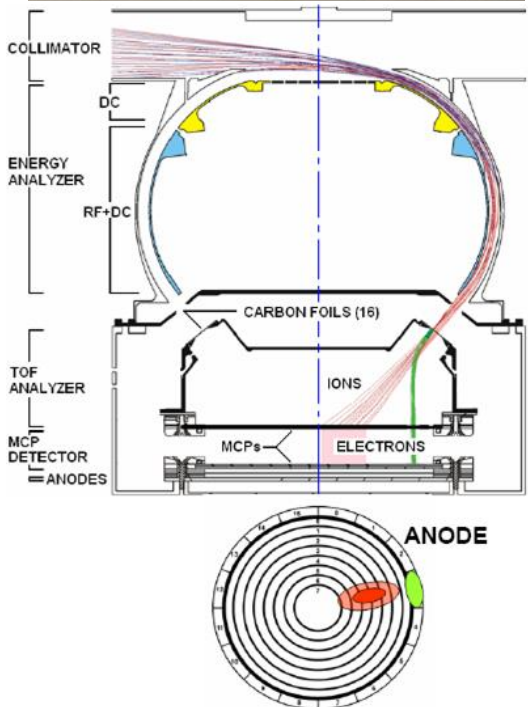 COLLIMATOR
DC
ENERGY
ANALYZER
RF+DC
CARBON FOILS (16)
TOF
ANALYZER
IONS
MCP
DETECTOR
MCPs
ELECTRONS
ANODES
ANODE